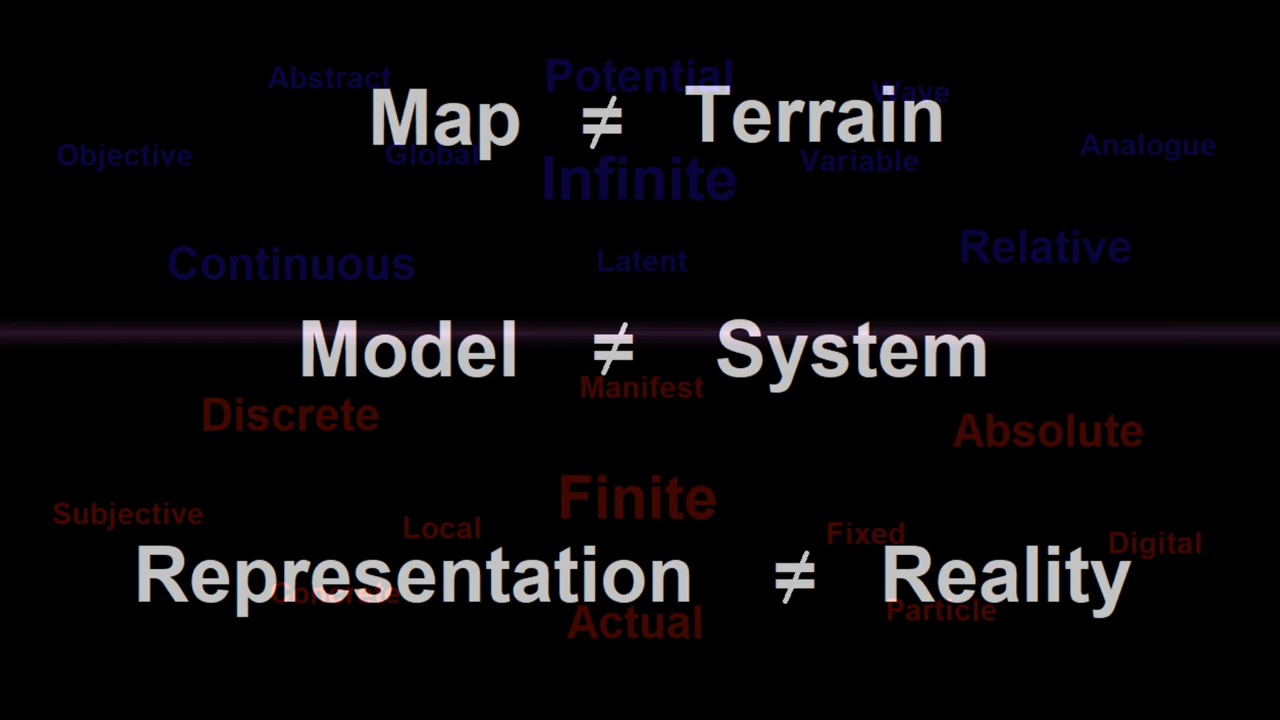 Abstract Potential Wave
Map ≠ Terrain
Objective Global Infinite Variable Analogue
Continuous Latent Relative
Model ≠ System
Discrete Manifest Absolute
Finite
Subjective Local Fixed Digital
Representation ≠ Reality
Concrete Actual Particle